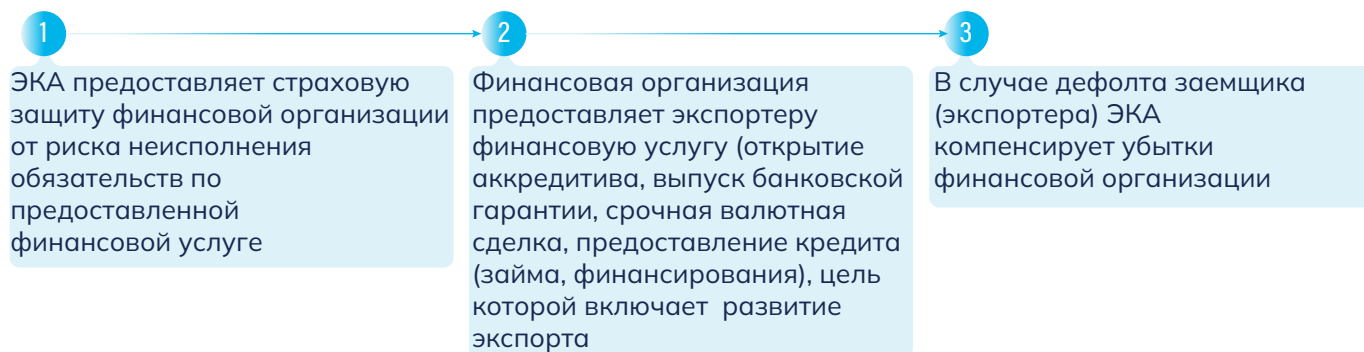 1
ЭКА предоставляет страховую
защиту финансовой организации
от риска неисполнения
обязательств по
предоставленной
финансовой услуге
2
Финансовая организация
предоставляет экспортеру
финансовую услугу (открытие
аккредитива, выпуск банковской
гарантии, срочная валютная
сделка, предоставление кредита
(займа, финансирования), цель
которой включает  развитие
экспорта
3
В случае дефолта заемщика
(экспортера) ЭКА
компенсирует убытки
финансовой организации